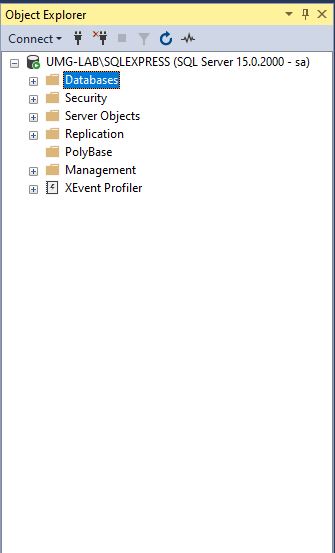 Object Explorer
Connect
UMG-LAB\SQLEXPRESS (SQL Server 15.0.2000 - sa)
Databases
Security
Server Objects
Replication
PolyBase
Management
XEvent Profiler